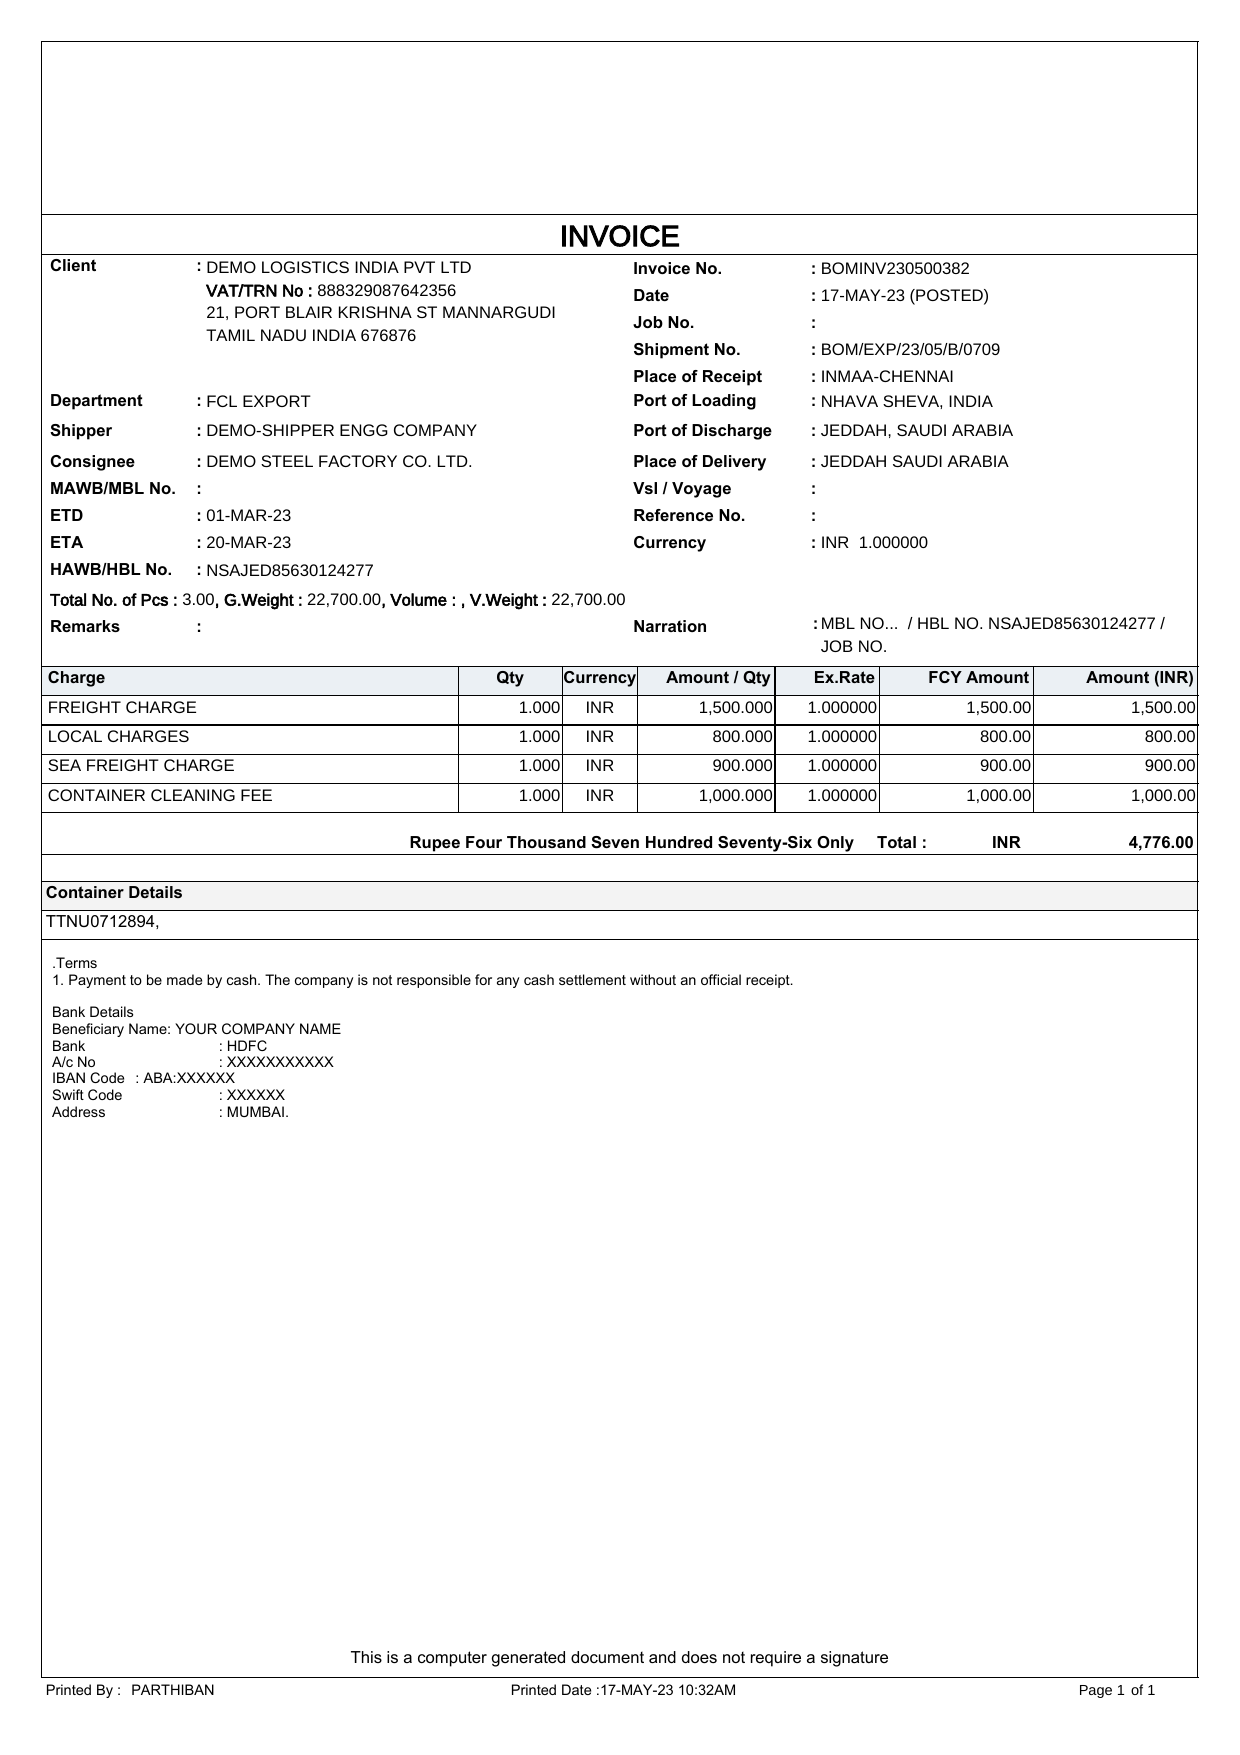 INVOICE
Client : DEMO LOGISTICS INDIA PVT LTD
VAT/TRN No : 888329087642356
21, PORT BLAIR KRISHNA ST MANNARGUDI
TAMIL NADU INDIA 676876
Invoice No. : BOMINV230500382
Date : 17-MAY-23 (POSTED)
Job No. :
Shipment No. : BOM/EXP/23/05/B/0709
Place of Receipt : INMAA-CHENNAI
Department : FCL EXPORT Port of Loading : NHAVA SHEVA, INDIA
Shipper : DEMO-SHIPPER ENGG COMPANY Port of Discharge : JEDDAH, SAUDI ARABIA
Consignee : DEMO STEEL FACTORY CO. LTD. Place of Delivery : JEDDAH SAUDI ARABIA
MAWB/MBL No. : Vsl / Voyage :
ETD : 01-MAR-23 Reference No. :
ETA : 20-MAR-23 Currency : INR 1.000000
HAWB/HBL No. : NSAJED85630124277
Total No. of Pcs : 3.00, G.Weight : 22,700.00, Volume : , V.Weight : 22,700.00
Remarks : Narration : MBL NO... / HBL NO. NSAJED85630124277 /
JOB NO.
Charge Qty Currency Amount / Qty Ex.Rate FCY Amount Amount (INR)
FREIGHT CHARGE 1.000 INR 1,500.000 1.000000 1,500.00 1,500.00
LOCAL CHARGES 1.000 INR 800.000 1.000000 800.00 800.00
SEA FREIGHT CHARGE 1.000 INR 900.000 1.000000 900.00 900.00
CONTAINER CLEANING FEE 1.000 INR 1,000.000 1.000000 1,000.00 1,000.00
Rupee Four Thousand Seven Hundred Seventy-Six Only Total : INR 4,776.00
Container Details
TTNU0712894,
.Terms
1. Payment to be made by cash. The company is not responsible for any cash settlement without an official receipt.
Bank Details
Beneficiary Name: YOUR COMPANY NAME
Bank : HDFC
A/c No : XXXXXXXXXXX
IBAN Code : ABA:XXXXXX
Swift Code : XXXXXX
Address : MUMBAI.
This is a computer generated document and does not require a signature
Printed By : PARTHIBAN Printed Date :17-MAY-23 10:32AM Page 1 of 1